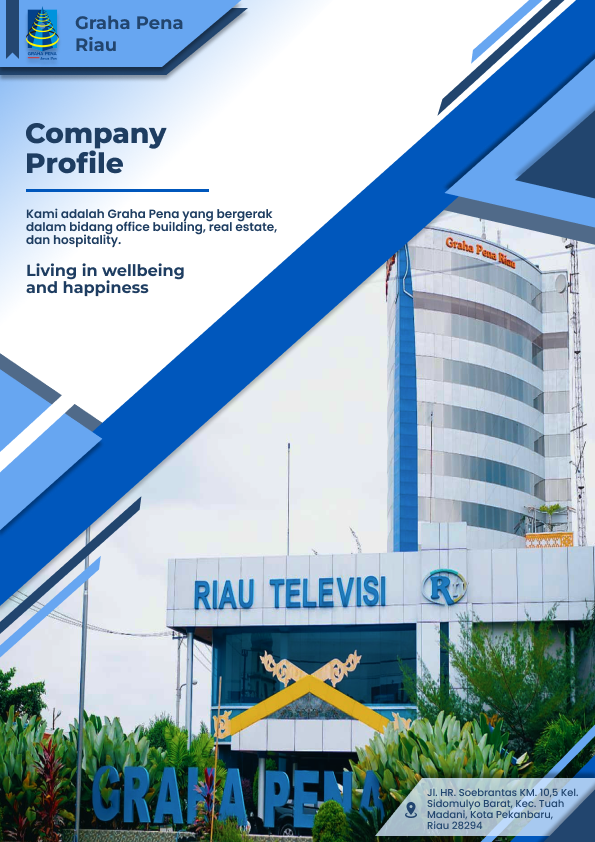 Graha Pena
Riau
GRAHA PENA
Company
Profile
Kami adalah Graha Pena yang bergerak
dalam bidang office building, real estate,
dan hospitality.
Living in wellbeing
and happiness
Graha Pena Riau
RIAU TELEVISI
R
GRAHA PENA
Jl. HR. Soebrantas KM. 10,5 Kel.
Sidomulyo Barat, Kec. Tuah
Madani, Kota Pekanbaru,
Riau 28294